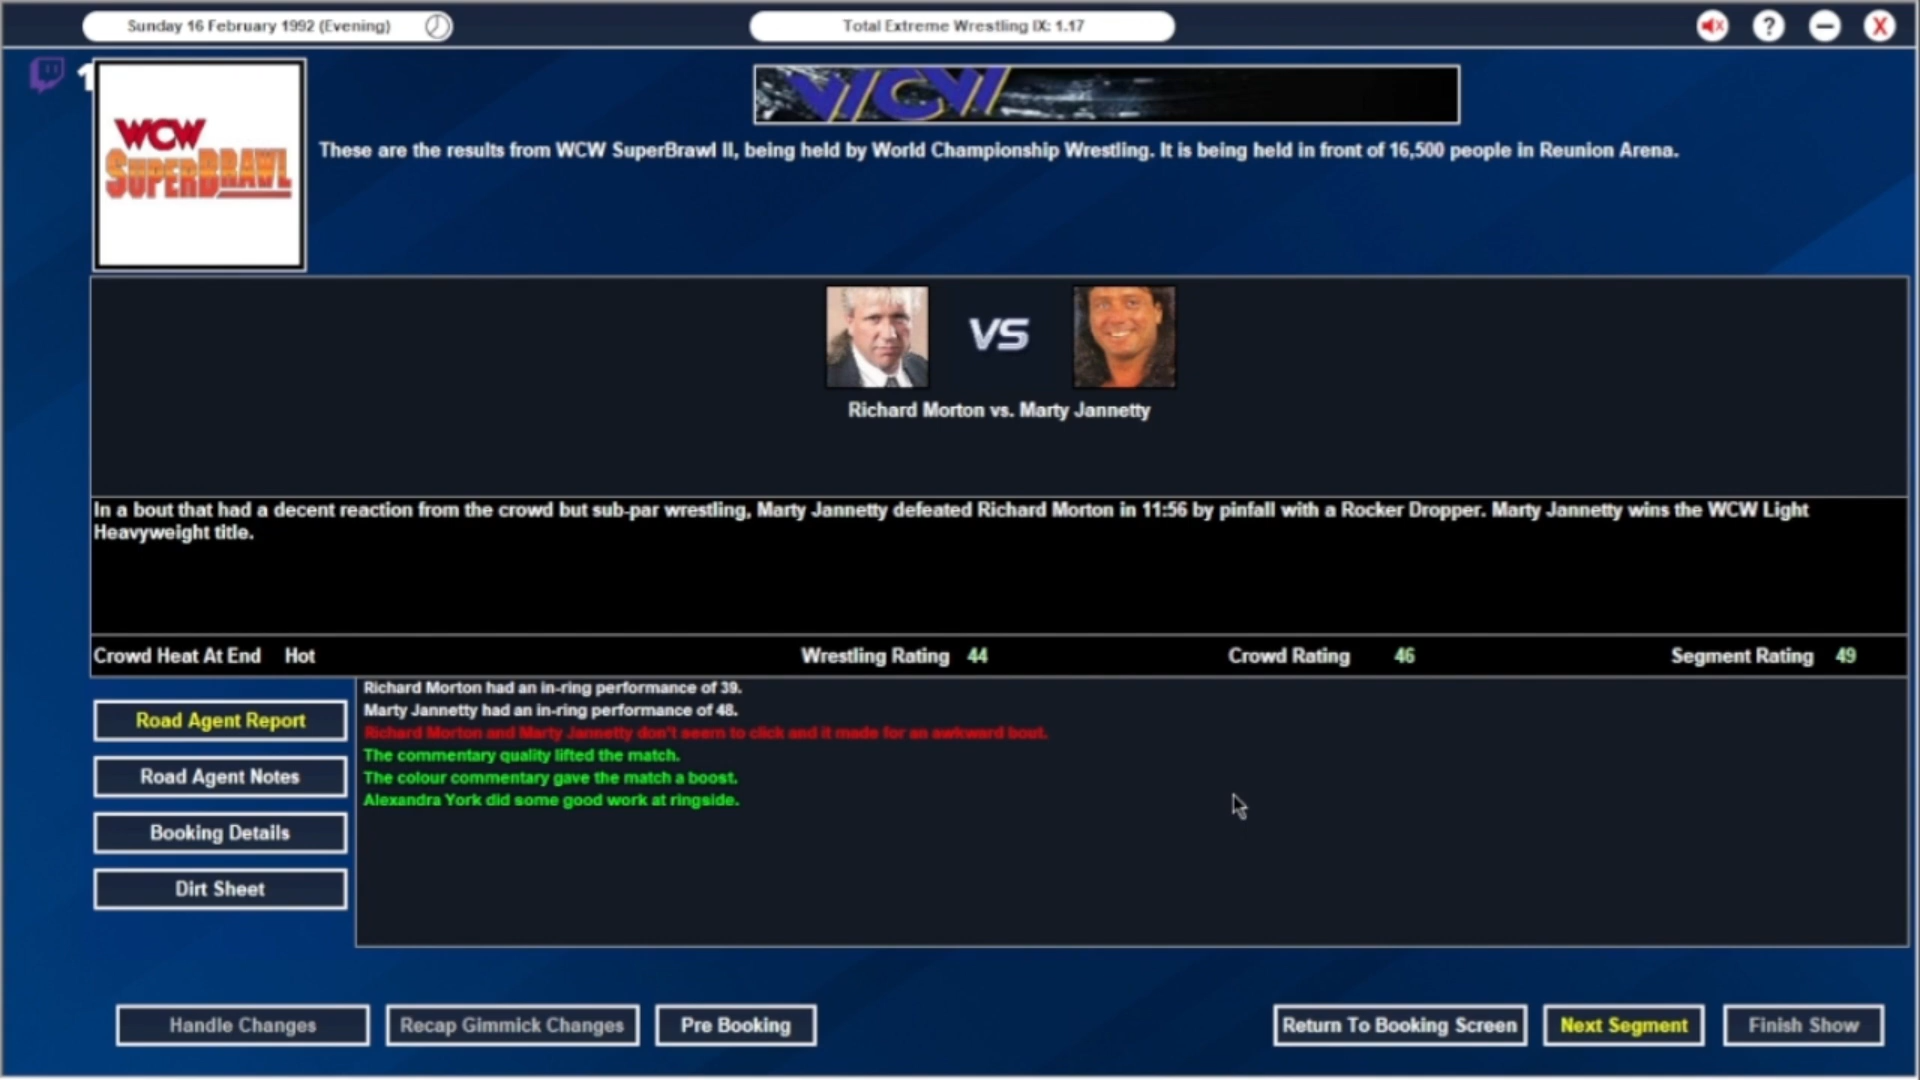 Sunday 16 February 1992 (Evening)
Total Extreme Wrestling IX: 1.17
?
X
1
WCW
WCW
SUPERBRAWL
These are the results from WCW SuperBrawl II, being held by World Championship Wrestling. It is being held in front of 16,500 people in Reunion Arena.
VS
Richard Morton vs. Marty Jannetty
In a bout that had a decent reaction from the crowd but sub-par wrestling, Marty Jannetty defeated Richard Morton in 11:56 by pinfall with a Rocker Dropper. Marty Jannetty wins the WCW Light
Heavyweight title.
Crowd Heat At End Hot Wrestling Rating 44 Crowd Rating 46 Segment Rating 49
Road Agent Report
Road Agent Notes
Booking Details
Dirt Sheet
Richard Morton had an in-ring performance of 39.
Marty Jannetty had an in-ring performance of 48.
Richard Morton and Marty Jannetty don't seem to click and it made for an awkward bout.
The commentary quality lifted the match.
The colour commentary gave the match a boost.
Alexandra York did some good work at ringside.
Handle Changes
Recap Gimmick Changes
Pre Booking
Return To Booking Screen
Next Segment
Finish Show